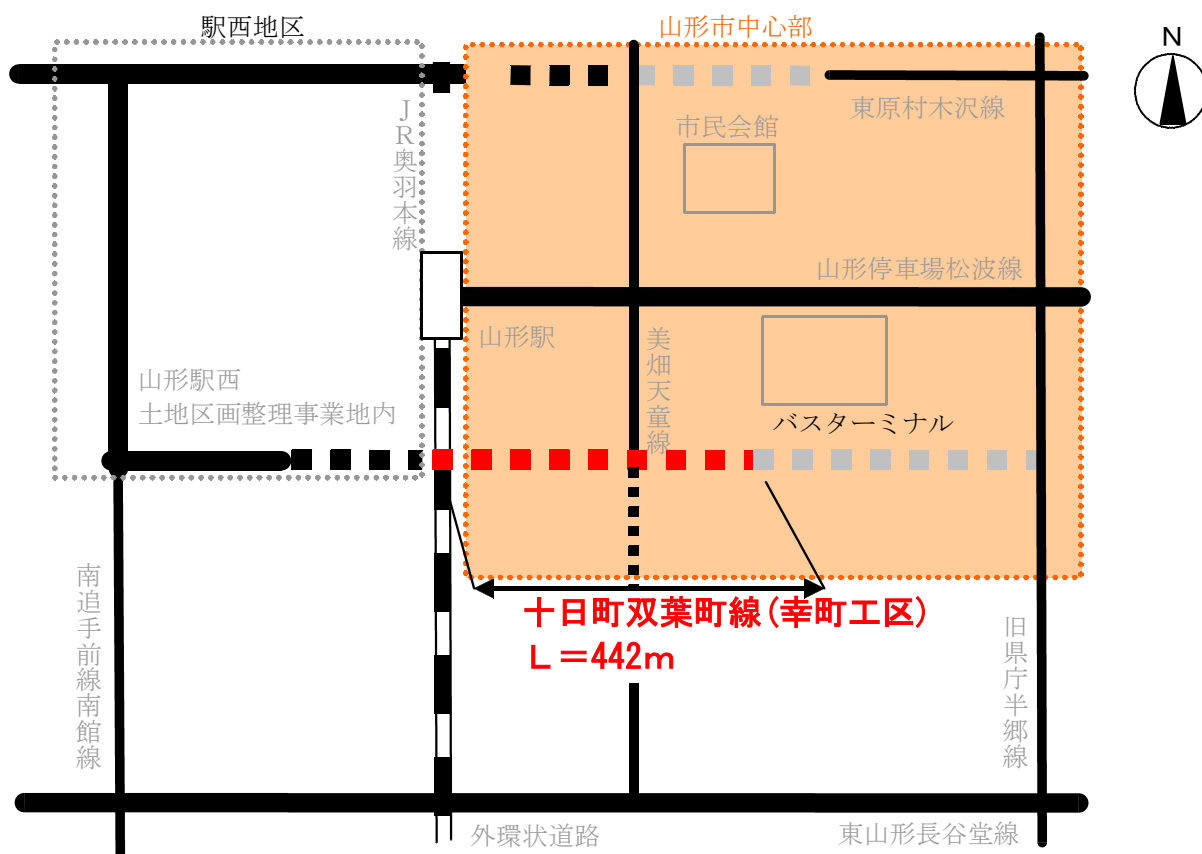 駅西地区
山形市中心部
N
JR奥羽本線
東原村木沢線
市民会館
山形停車場松波線
山形駅
美畑天童線
山形駅西
土地区画整理事業地内
バスターミナル
南追手前線南館線
十日町双葉町線(幸町工区)
L=442m
旧県庁半郷線
外環状道路
東山形長谷堂線